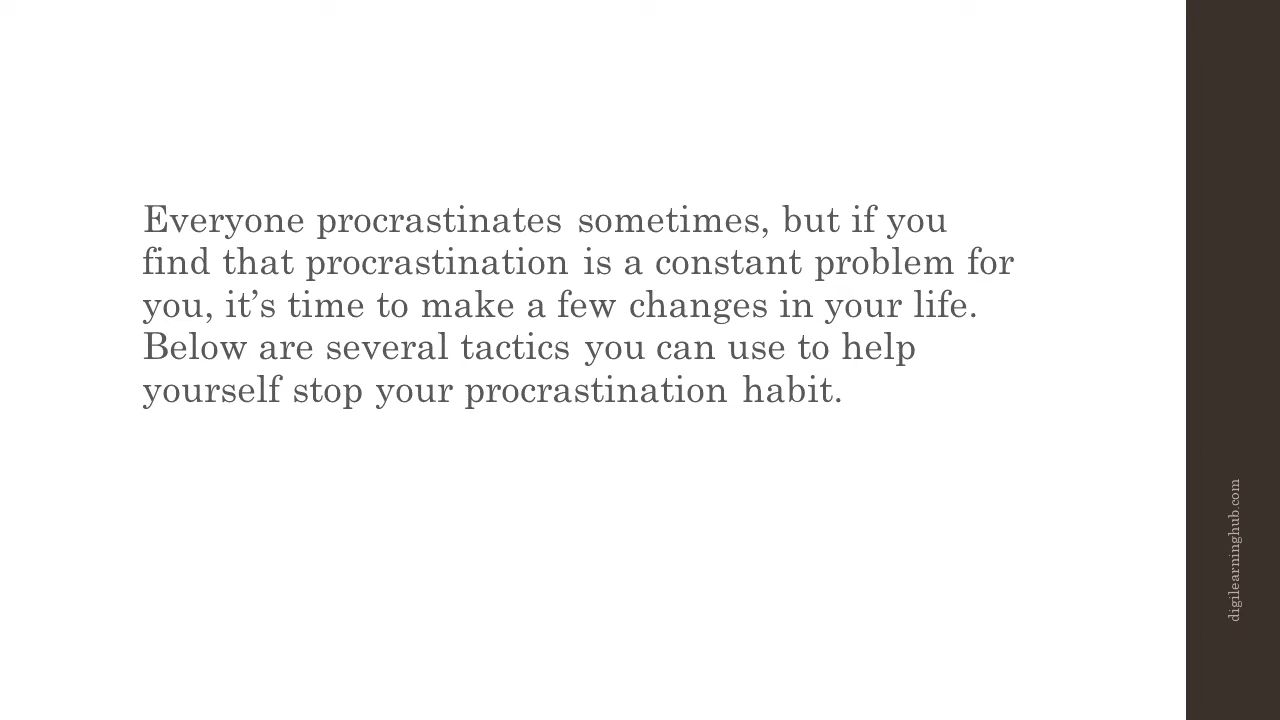 Everyone procrastinates sometimes, but if you
find that procrastination is a constant problem for
you, it’s time to make a few changes in your life.
Below are several tactics you can use to help
yourself stop your procrastination habit.
digilearninghub.com